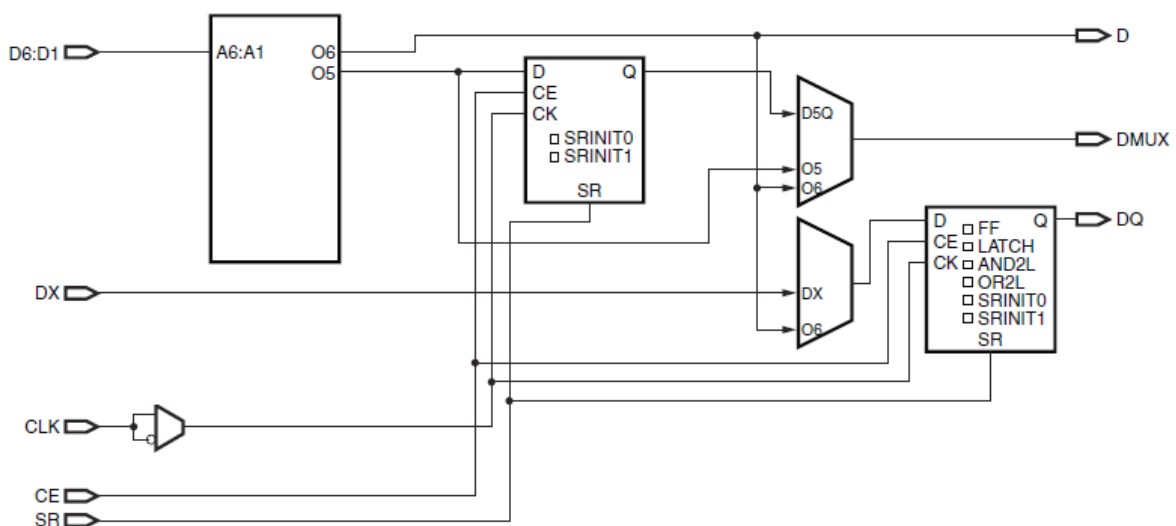 D6:D1
A6:A1
O6
O5
D
Q
CE
CK
SRINIT0
SRINIT1
SR
D5Q
O5
O6
D
DMUX
DX
DX
O6
D
Q
FF
CE
LATCH
CK
AND2L
OR2L
SRINIT0
SRINIT1
SR
DQ
CLK
CE
SR